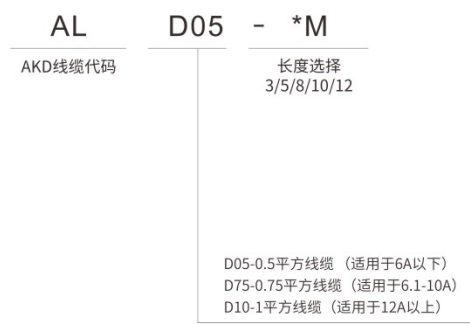 AL D05 - *M
AKD线缆代码 长度选择
3/5/8/10/12
D05-0.5平方线缆（适用于6A以下）
D75-0.75平方线缆（适用于6.1-10A）
D10-1平方线缆（适用于12A以上）